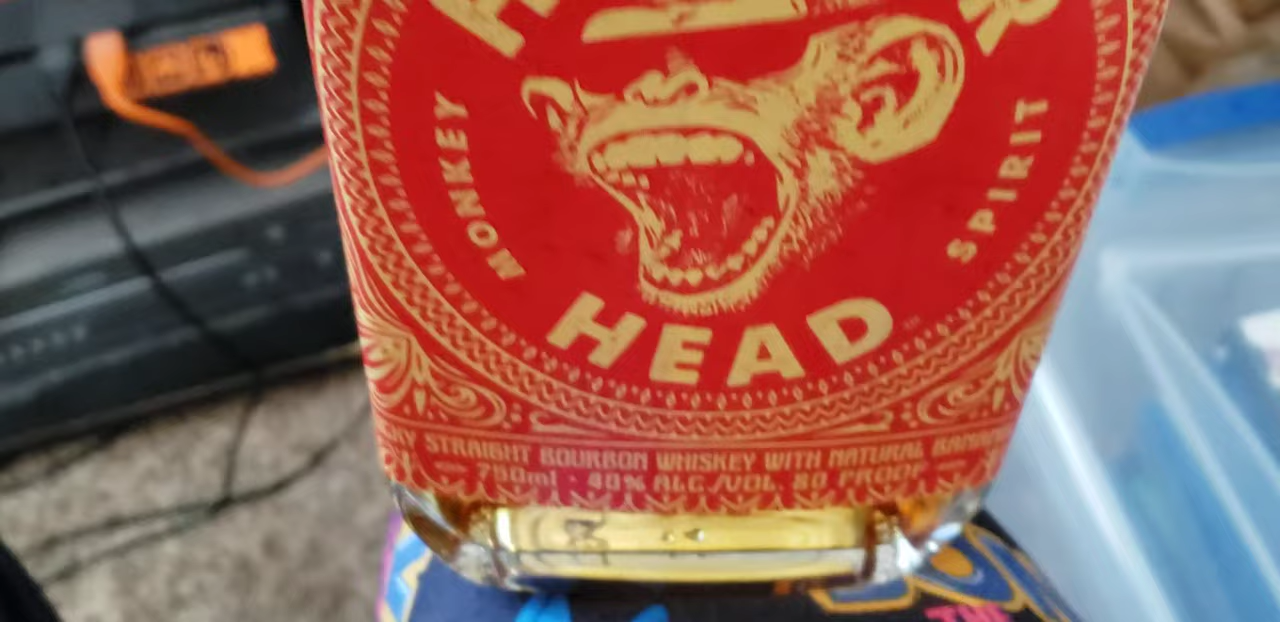 MONKEY
SPIRIT
HEAD
STRAIGHT BOURBON WHISKEY WITH NATURAL
750ml · 40% ALC/VOL. 80 PROOF